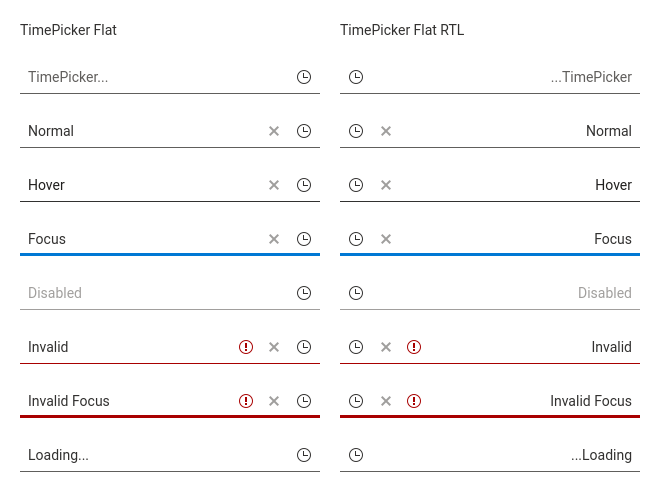 TimePicker Flat
TimePicker...
Normal
Hover
Focus
Disabled
Invalid
Invalid Focus
Loading...
TimePicker Flat RTL
...TimePicker
Normal
Hover
Focus
Disabled
Invalid
Invalid Focus
...Loading